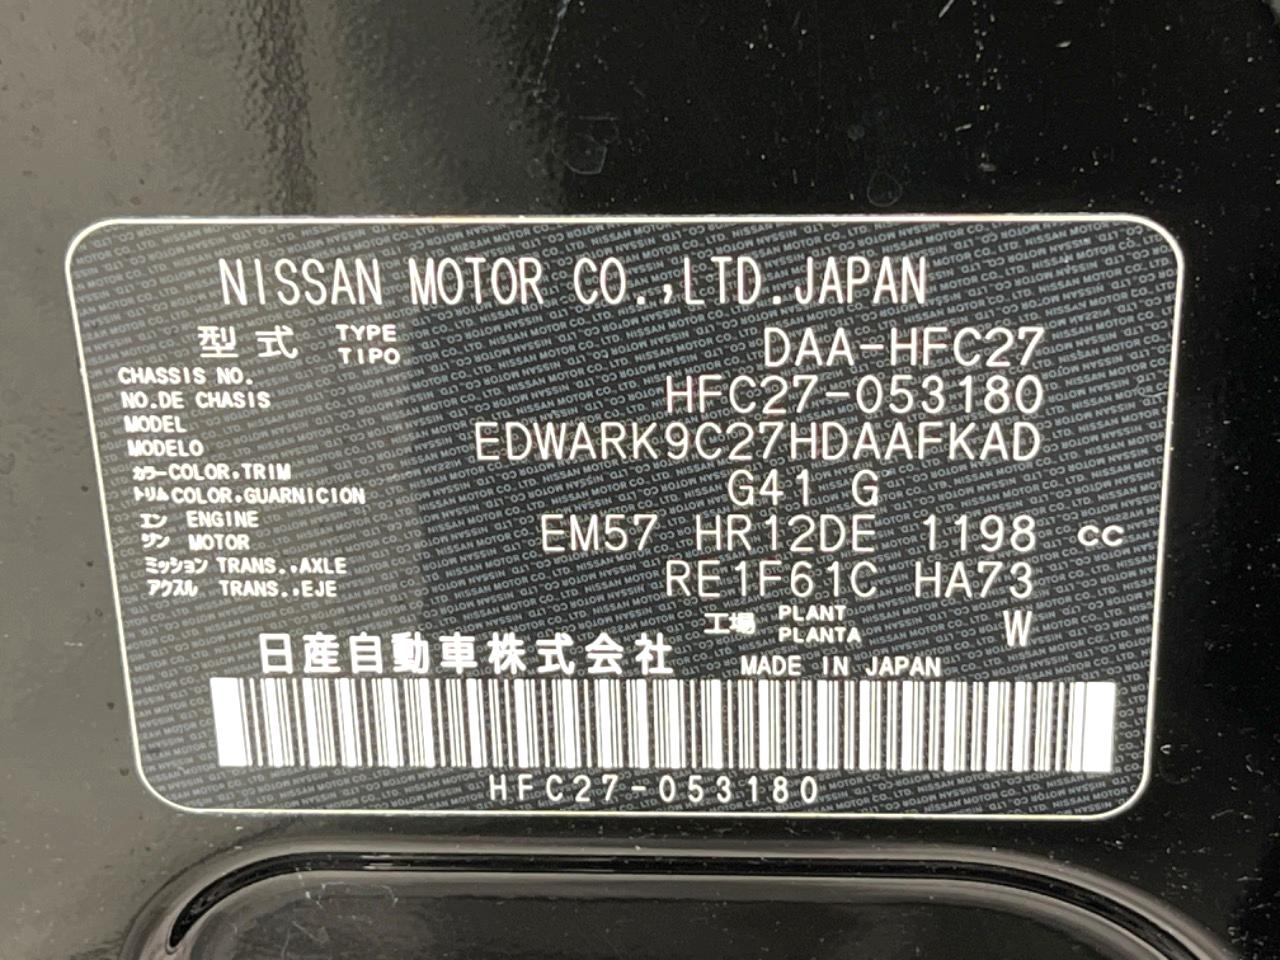 NISSAN MOTOR CO.,LTD.JAPAN
型式 TYPE TIPO DAA-HFC27
CHASSIS NO. NO.DE CHASIS HFC27-053180
MODEL MODELO EDWARK9C27HDAAFKAD
カラー COLOR,TRIM
トリム COLOR,GUARNICION G41 G
エンジン ENGINE MOTOR EM57 HR12DE 1198 cc
ミッション TRANS.,AXLE
アクスル TRANS.,EJE RE1F61C HA73
工場 PLANT PLANTA W
日産自動車株式会社 MADE IN JAPAN
HFC27-053180